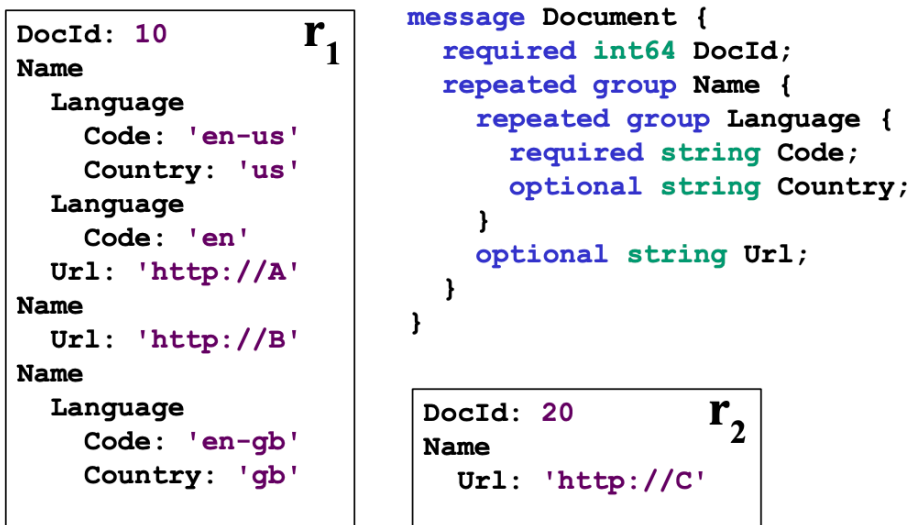 DocId: 10 r1
Name
Language
Code: 'en-us'
Country: 'us'
Language
Code: 'en'
Url: 'http://A'
Name
Url: 'http://B'
Name
Language
Code: 'en-gb'
Country: 'gb'
message Document {
required int64 DocId;
repeated group Name {
repeated group Language {
required string Code;
optional string Country;
}
optional string Url;
}
}
DocId: 20 r2
Name
Url: 'http://C'